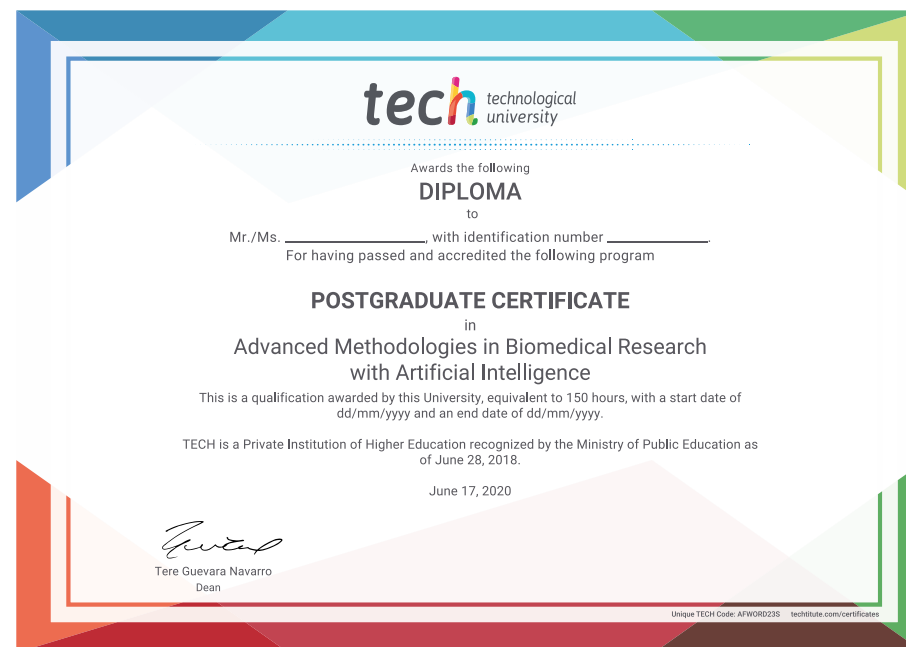 tech technological
university
Awards the following
DIPLOMA
to
Mr./Ms. ____________________, with identification number ______________.
For having passed and accredited the following program
POSTGRADUATE CERTIFICATE
in
Advanced Methodologies in Biomedical Research
with Artificial Intelligence
This is a qualification awarded by this University, equivalent to 150 hours, with a start date of
dd/mm/yyyy and an end date of dd/mm/yyyy.
TECH is a Private Institution of Higher Education recognized by the Ministry of Public Education as
of June 28, 2018.
June 17, 2020
Tere Guevara Navarro
Dean
Unique TECH Code: AFWORD23S techtitute.com/certificates